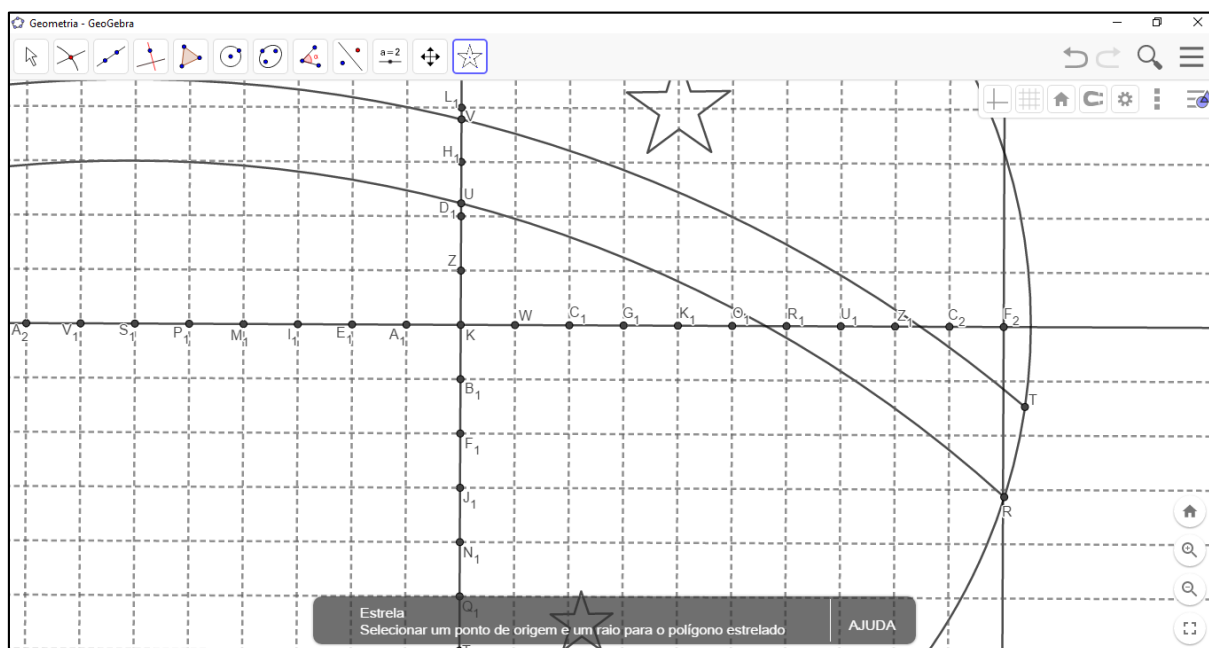 Geometria - GeoGebra
a=2
α
L₁
V
H₁
U
D₁
Z
A₂ V₁ S₁ P₁ M₁ I₁ E₁ A₁ K W C₁ G₁ K₁ O₁ R₁ U₁ Z₁ C₂ F₂
B₁
T
F₁
J₁
R
N₁
Q₁
Estrela
Selecionar um ponto de origem e um raio para o polígono estrelado
AJUDA